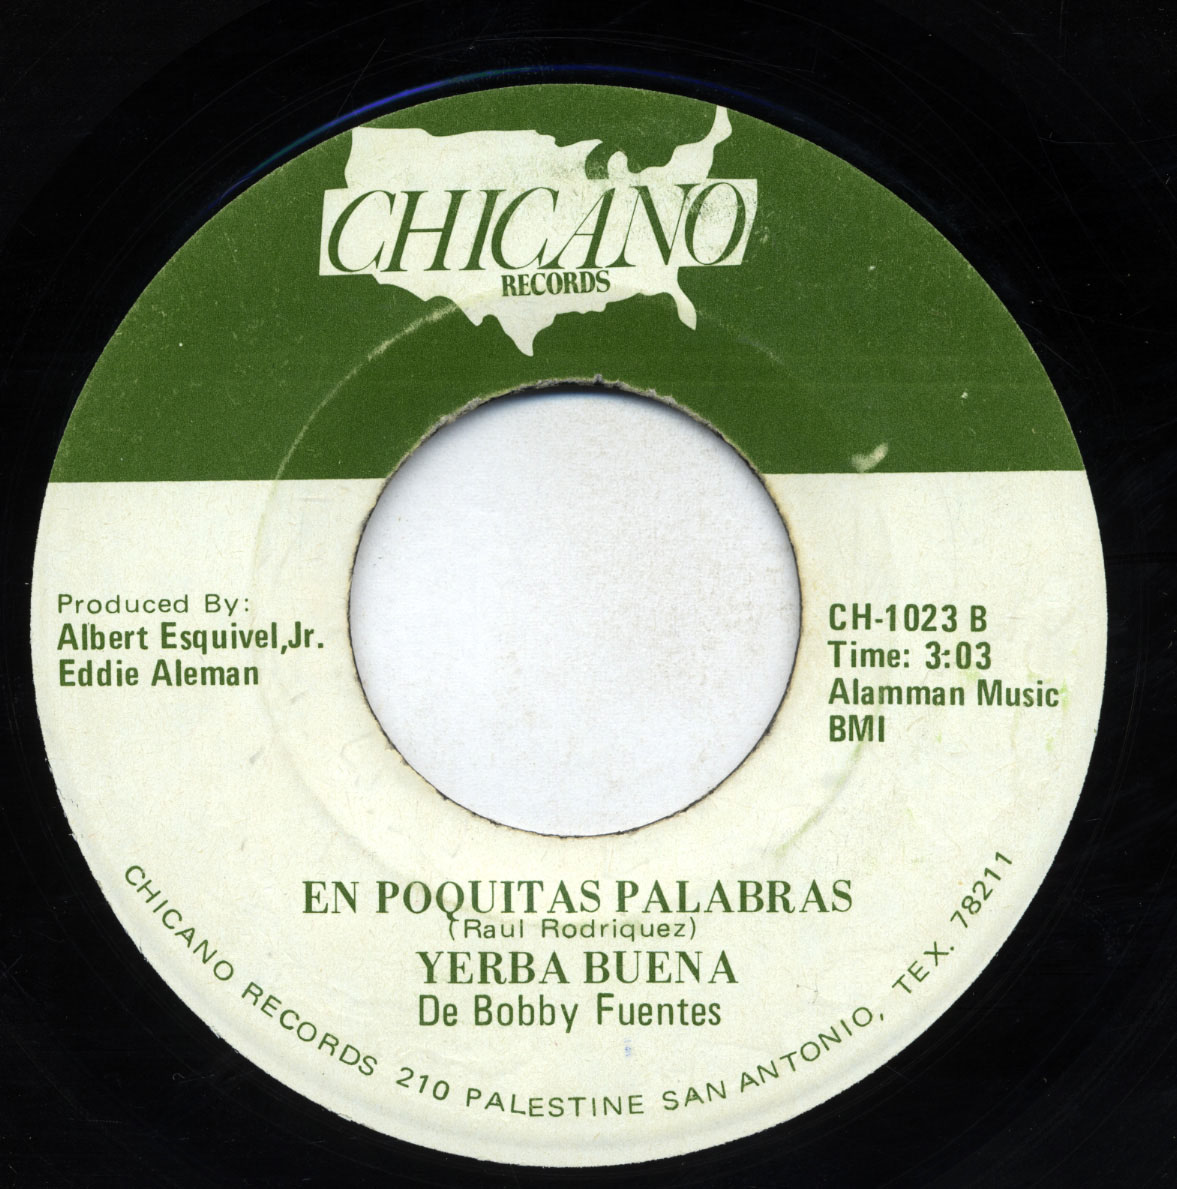 CHICANO
RECORDS
Produced By:
Albert Esquivel,Jr.
Eddie Aleman
CH-1023 B
Time: 3:03
Alamman Music
BMI
EN POQUITAS PALABRAS
(Raul Rodriquez)
YERBA BUENA
De Bobby Fuentes
CHICANO RECORDS 210 PALESTINE SAN ANTONIO, TEX. 78211